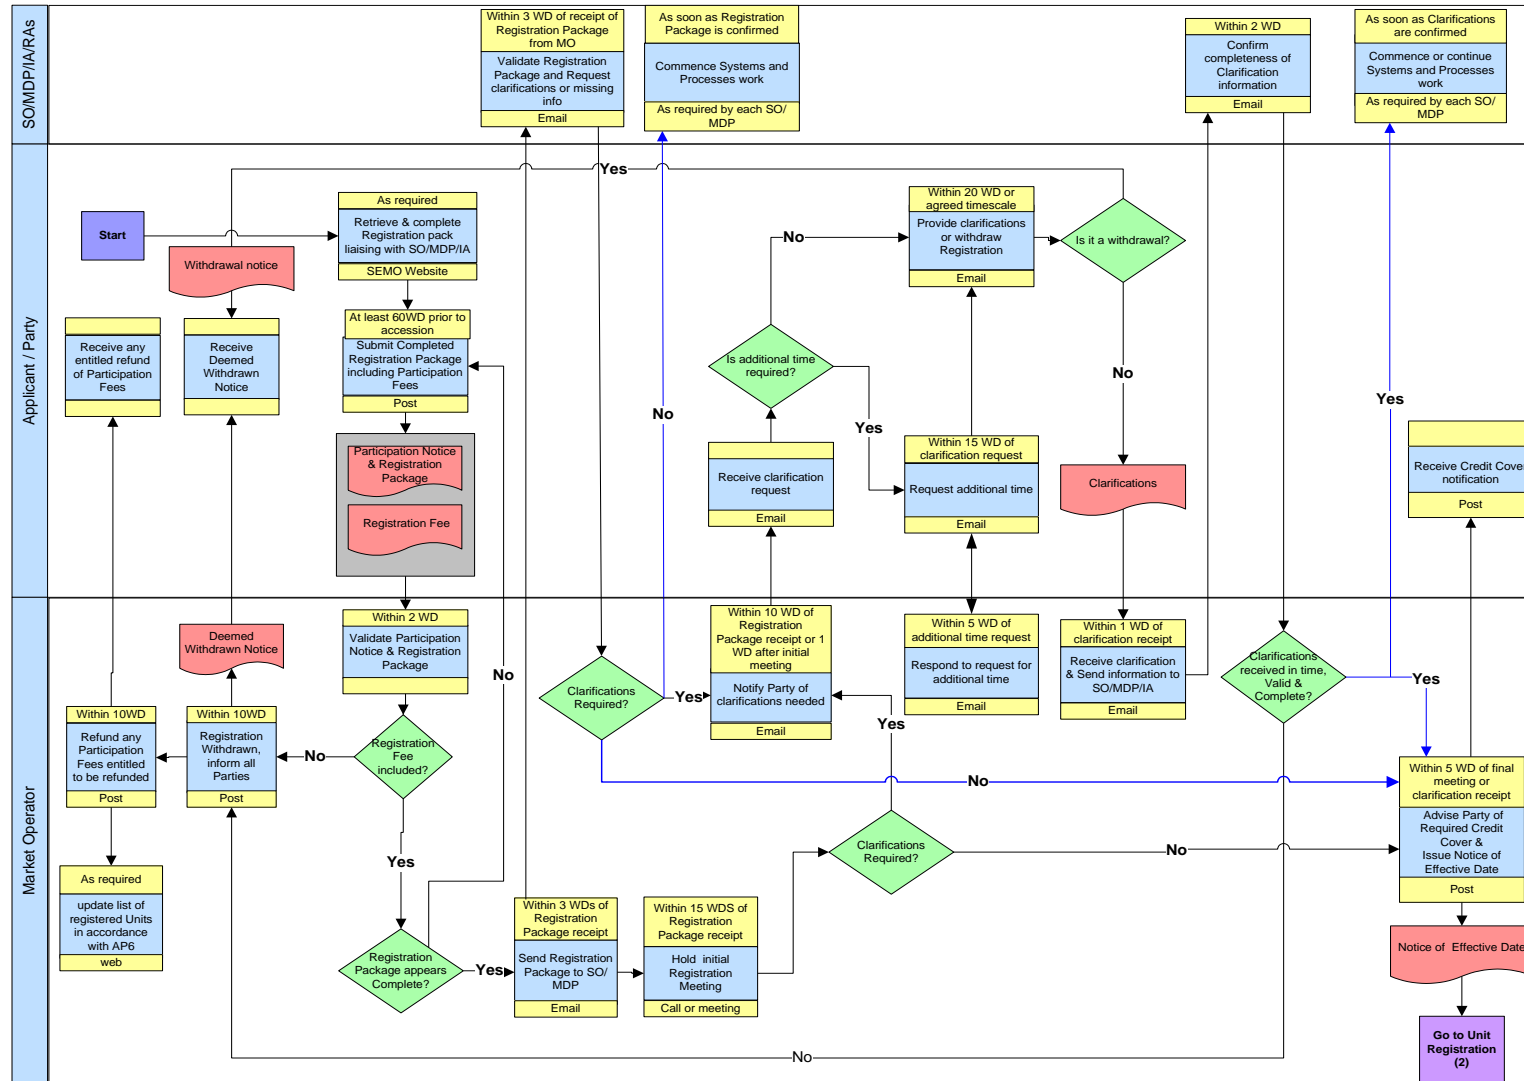 SO/MDP/IA/RAs
Within 3 WD of receipt of
Registration Package
from MO
Validate Registration
Package and Request
clarifications or missing
info
Email
As soon as Registration
Package is confirmed
Commence Systems and
Processes work
As required by each SO/
MDP
Within 2 WD
Confirm
completeness of
Clarification
information
Email
As soon as Clarifications
are confirmed
Commence or continue
Systems and Processes
work
As required by each SO/
MDP
Applicant / Party
Yes
Start
As required
Retrieve & complete
Registration pack
liaising with SO/MDP/IA
SEMO Website
Withdrawal notice
No
Within 20 WD or
agreed timescale
Provide clarifications
or withdraw
Registration
Email
Is it a withdrawal?
Receive any
entitled refund
of Participation
Fees
Receive
Deemed
Withdrawn
Notice
At least 60WD prior to
accession
Submit Completed
Registration Package
including Participation
Fees
Post
Is additional time
required?
No
No
Yes
Yes
Participation Notice
& Registration
Package
Registration Fee
Receive clarification
request
Email
Within 15 WD of
clarification request
Request additional time
Email
Clarifications
Receive Credit Cover
notification
Post
Market Operator
Deemed
Withdrawn Notice
Within 2 WD
Validate Participation
Notice & Registration
Package
No
Clarifications
Required?
Yes
Within 10 WD of
Registration
Package receipt or 1
WD after initial
meeting
Notify Party of
clarifications needed
Email
Yes
Within 5 WD of
additional time request
Respond to request for
additional time
Email
Within 1 WD of
clarification receipt
Receive clarification
& Send information to
SO/MDP/IA
Email
Clarifications
received in time,
Valid &
Complete?
Yes
Within 10WD
Refund any
Participation
Fees entitled
to be refunded
Post
Within 10WD
Registration
Withdrawn,
inform all
Parties
Post
No
Registration
Fee
included?
No
Within 5 WD of final
meeting or
clarification receipt
Advise Party of
Required Credit
Cover &
Issue Notice of
Effective Date
Post
Yes
Clarifications
Required?
No
As required
update list of
registered Units
in accordance
with AP6
web
Registration
Package appears
Complete?
Yes
Within 3 WDs of
Registration
Package receipt
Send Registration
Package to SO/
MDP
Email
Within 15 WDS of
Registration
Package receipt
Hold initial
Registration
Meeting
Call or meeting
Notice of Effective Date
No
Go to Unit
Registration
(2)